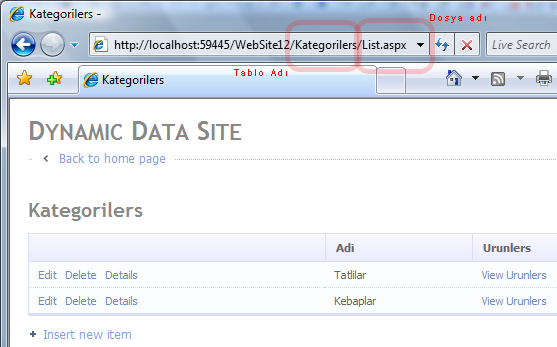 Kategorilers -
Dosya adı
http://localhost:59445/WebSite12/Kategorilers/List.aspx
Live Search
Kategorilers
Tablo Adı
DYNAMIC DATA SITE
Back to home page
Kategorilers
Adi Urunlers
Edit Delete Details Tatlilar View Urunlers
Edit Delete Details Kebaplar View Urunlers
Insert new item